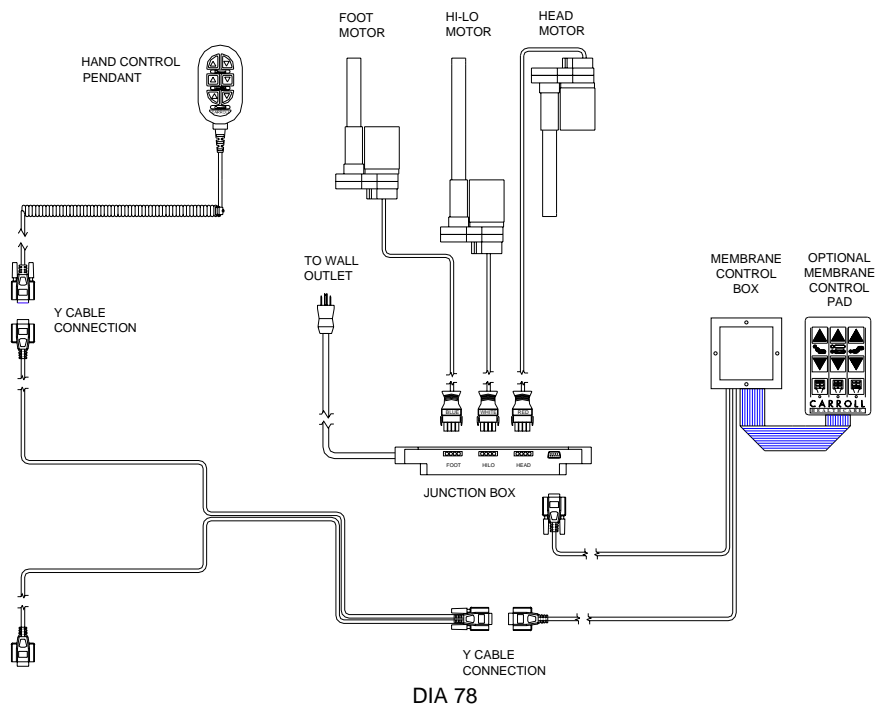 FOOT
MOTOR
HI-LO
MOTOR
HEAD
MOTOR
HAND CONTROL
PENDANT
TO WALL
OUTLET
MEMBRANE
CONTROL
BOX
OPTIONAL
MEMBRANE
CONTROL
PAD
Y CABLE
CONNECTION
BLUE
WHITE
RED
CARROLL
HEALTHCARE
FOOT
HILO
HEAD
JUNCTION BOX
Y CABLE
CONNECTION
DIA 78